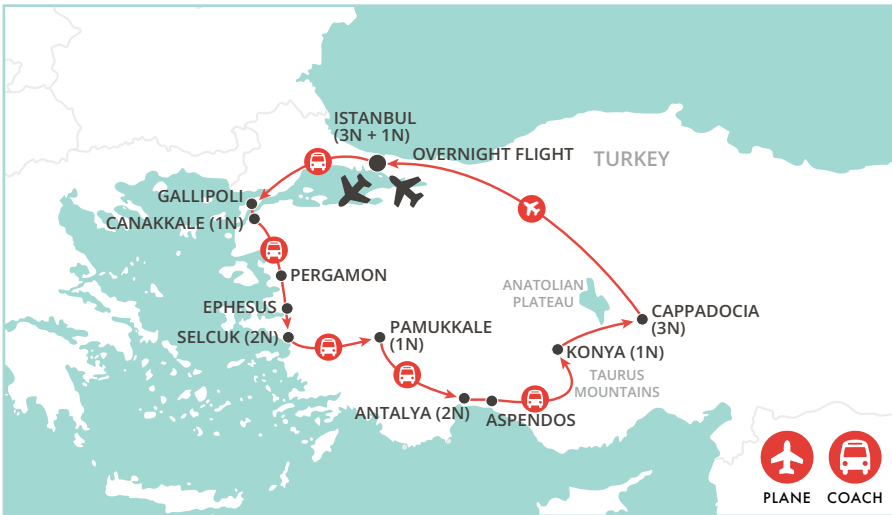 ISTANBUL
(3N + 1N)
OVERNIGHT FLIGHT
TURKEY
GALLIPOLI
CANAKKALE (1N)
PERGAMON
ANATOLIAN
PLATEAU
EPHESUS
CAPPADOCIA
(3N)
SELCUK (2N)
PAMUKKALE
(1N)
KONYA (1N)
TAURUS
MOUNTAINS
ANTALYA (2N)
ASPENDOS
PLANE
COACH